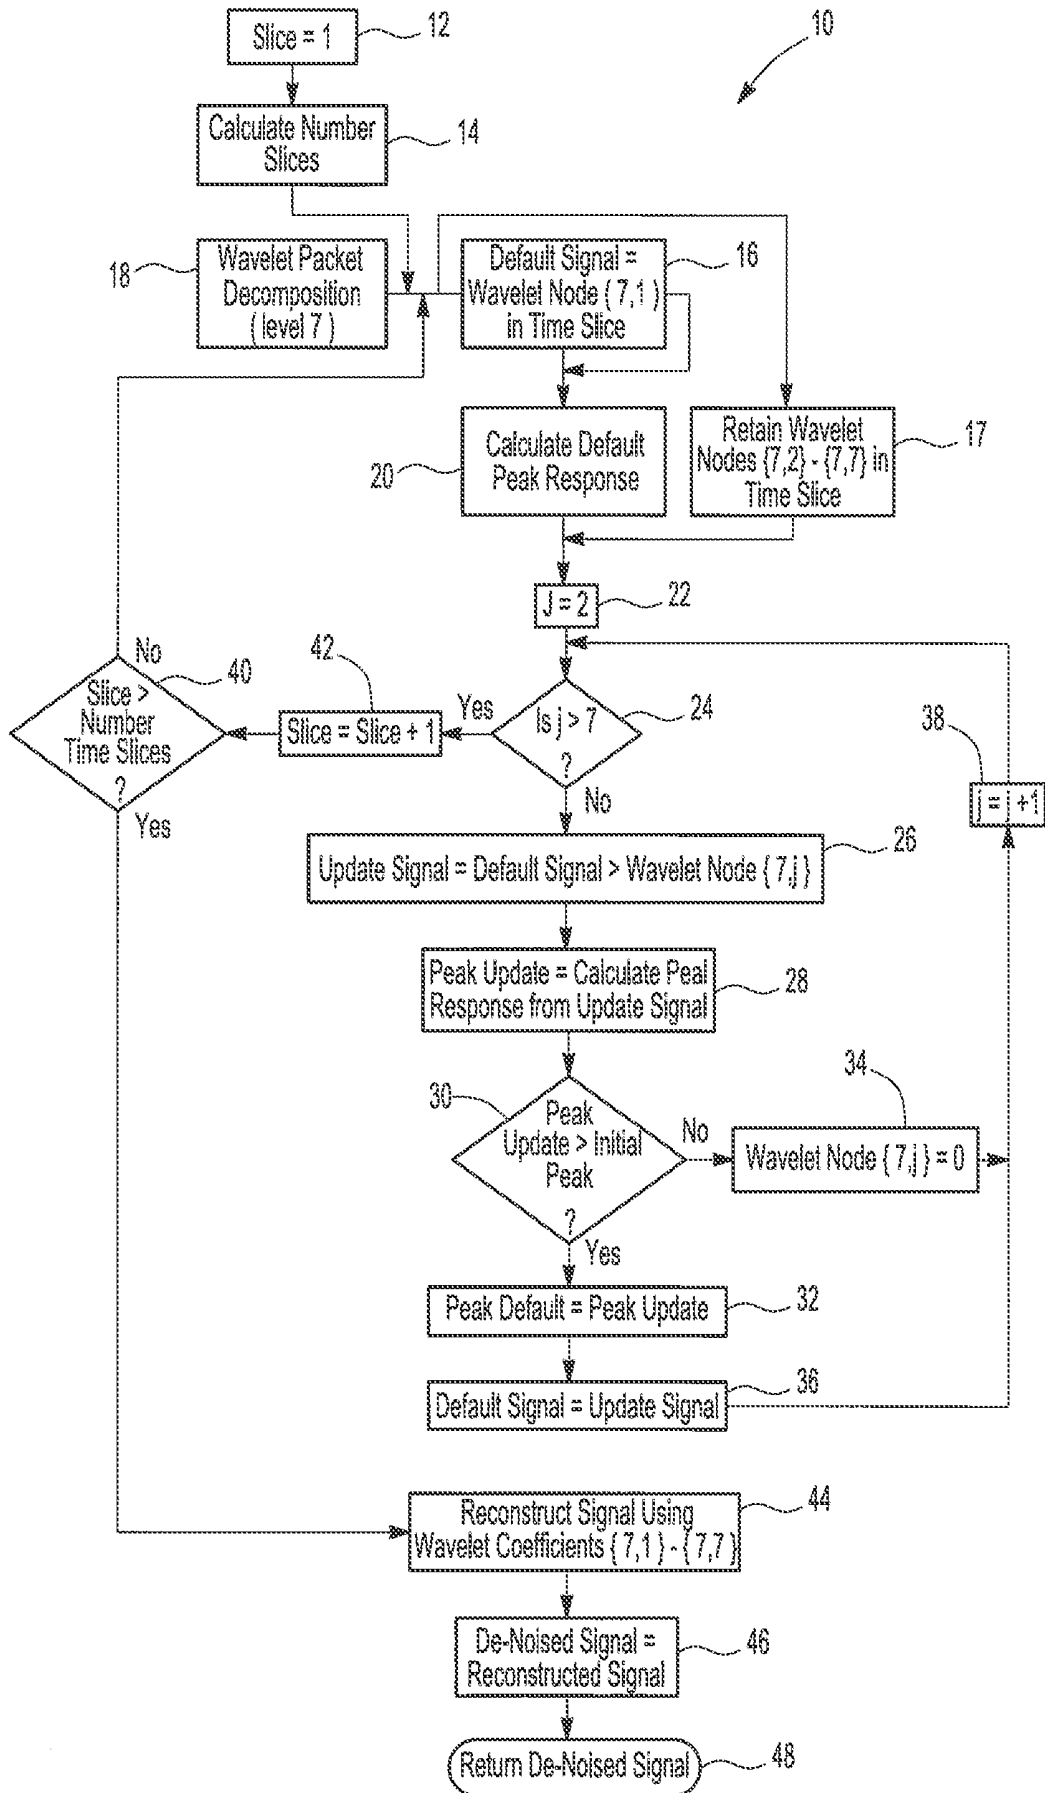 Slice = 1
12
10
Calculate Number
Slices
14
18
Wavelet Packet
Decomposition
( level 7 )
Default Signal =
Wavelet Node { 7,1 }
in Time Slice
16
20
Calculate Default
Peak Response
Retain Wavelet
Nodes {7,2} - {7,7} in
Time Slice
17
J = 2
22
No
40
Slice >
Number
Time Slices
?
Yes
42
Slice = Slice + 1
Yes
Is j > 7
?
24
No
38
j = j +1
Update Signal = Default Signal > Wavelet Node { 7,j }
26
Peak Update = Calculate Peal
Response from Update Signal
28
30
Peak
Update > Initial
Peak
?
No
Yes
34
Wavelet Node { 7,j } = 0
Peak Default = Peak Update
32
Default Signal = Update Signal
36
Reconstruct Signal Using
Wavelet Coefficients { 7,1 } - { 7,7 }
44
De-Noised Signal =
Reconstructed Signal
46
Return De-Noised Signal
48